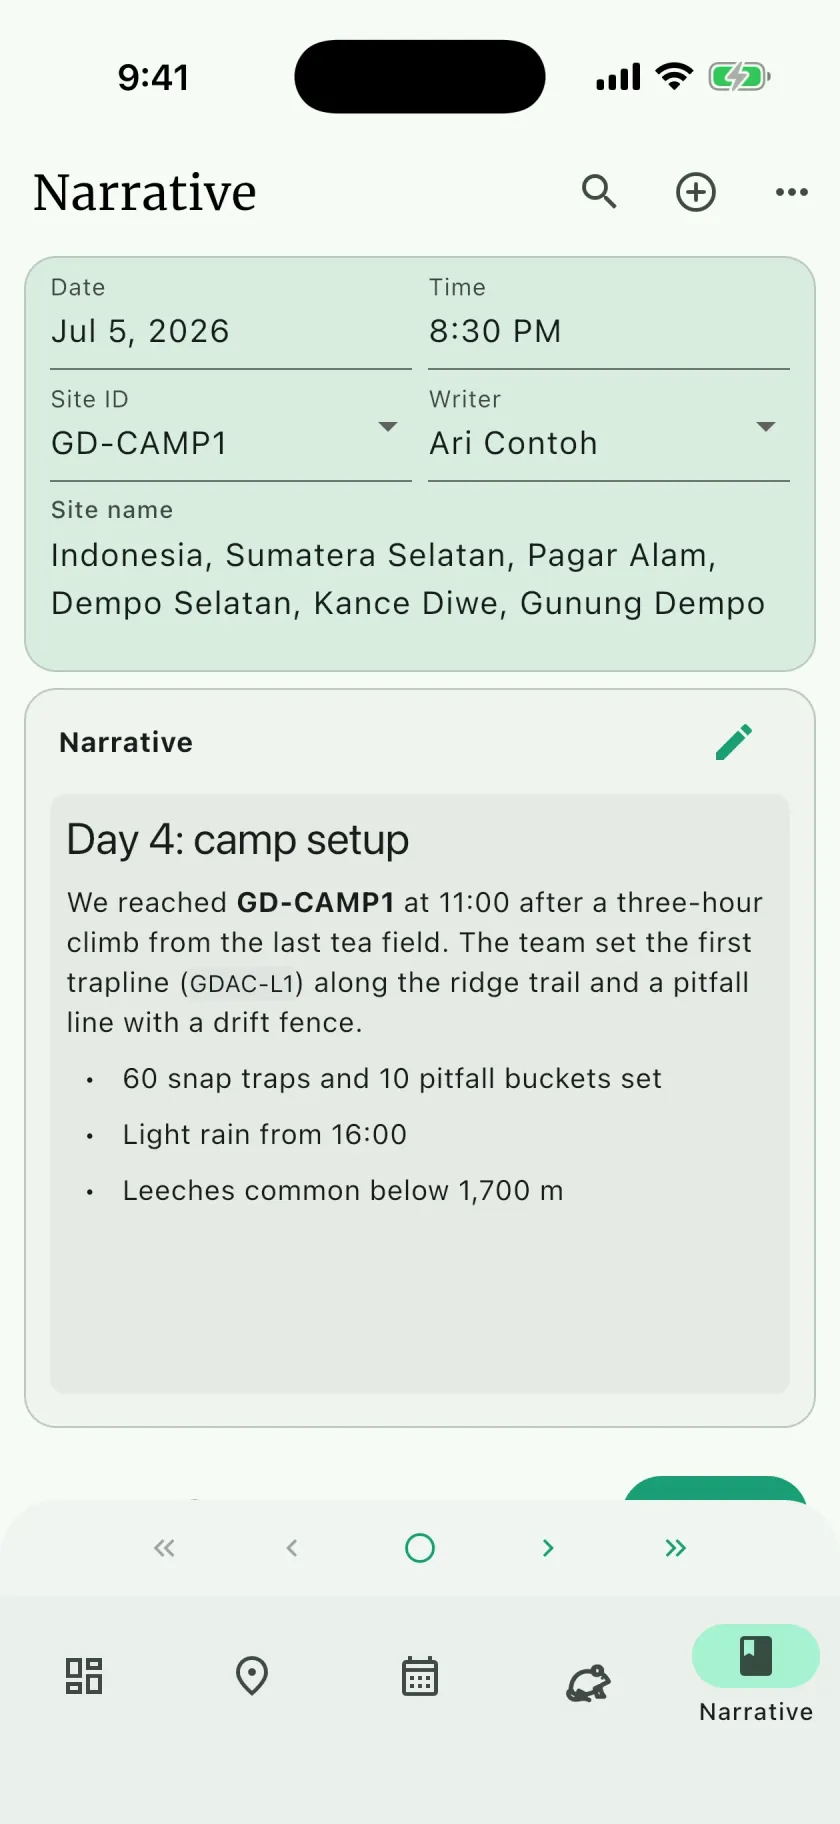 9:41
Narrative
Date
Jul 5, 2026
Time
8:30 PM
Site ID
GD-CAMP1
Writer
Ari Contoh
Site name
Indonesia, Sumatera Selatan, Pagar Alam,
Dempo Selatan, Kance Diwe, Gunung Dempo
Narrative
Day 4: camp setup
We reached GD-CAMP1 at 11:00 after a three-hour
climb from the last tea field. The team set the first
trapline (GDAC-L1) along the ridge trail and a pitfall
line with a drift fence.
• 60 snap traps and 10 pitfall buckets set
• Light rain from 16:00
• Leeches common below 1,700 m
Narrative